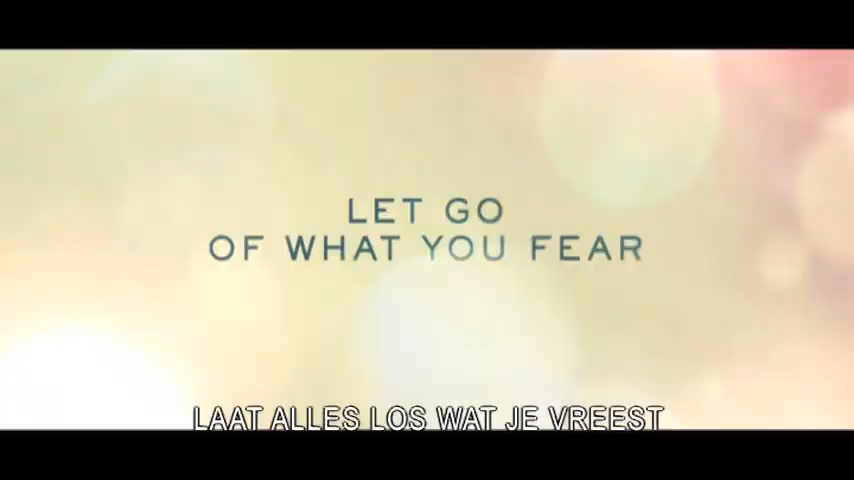 LET GO
OF WHAT YOU FEAR
LAAT ALLES LOS WAT JE VREEST